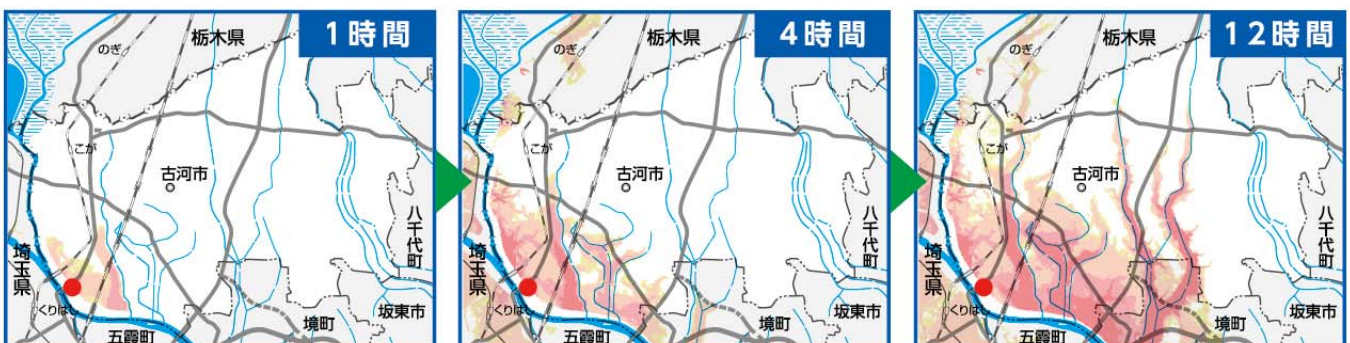 1時間
栃木県
のぎ
こが
古河市
八千代町
埼玉県
くりはし
五霞町
境町
坂東市
4時間
栃木県
のぎ
こが
古河市
八千代町
埼玉県
くりはし
五霞町
境町
坂東市
12時間
栃木県
のぎ
こが
古河市
八千代町
埼玉県
くりはし
五霞町
境町
坂東市